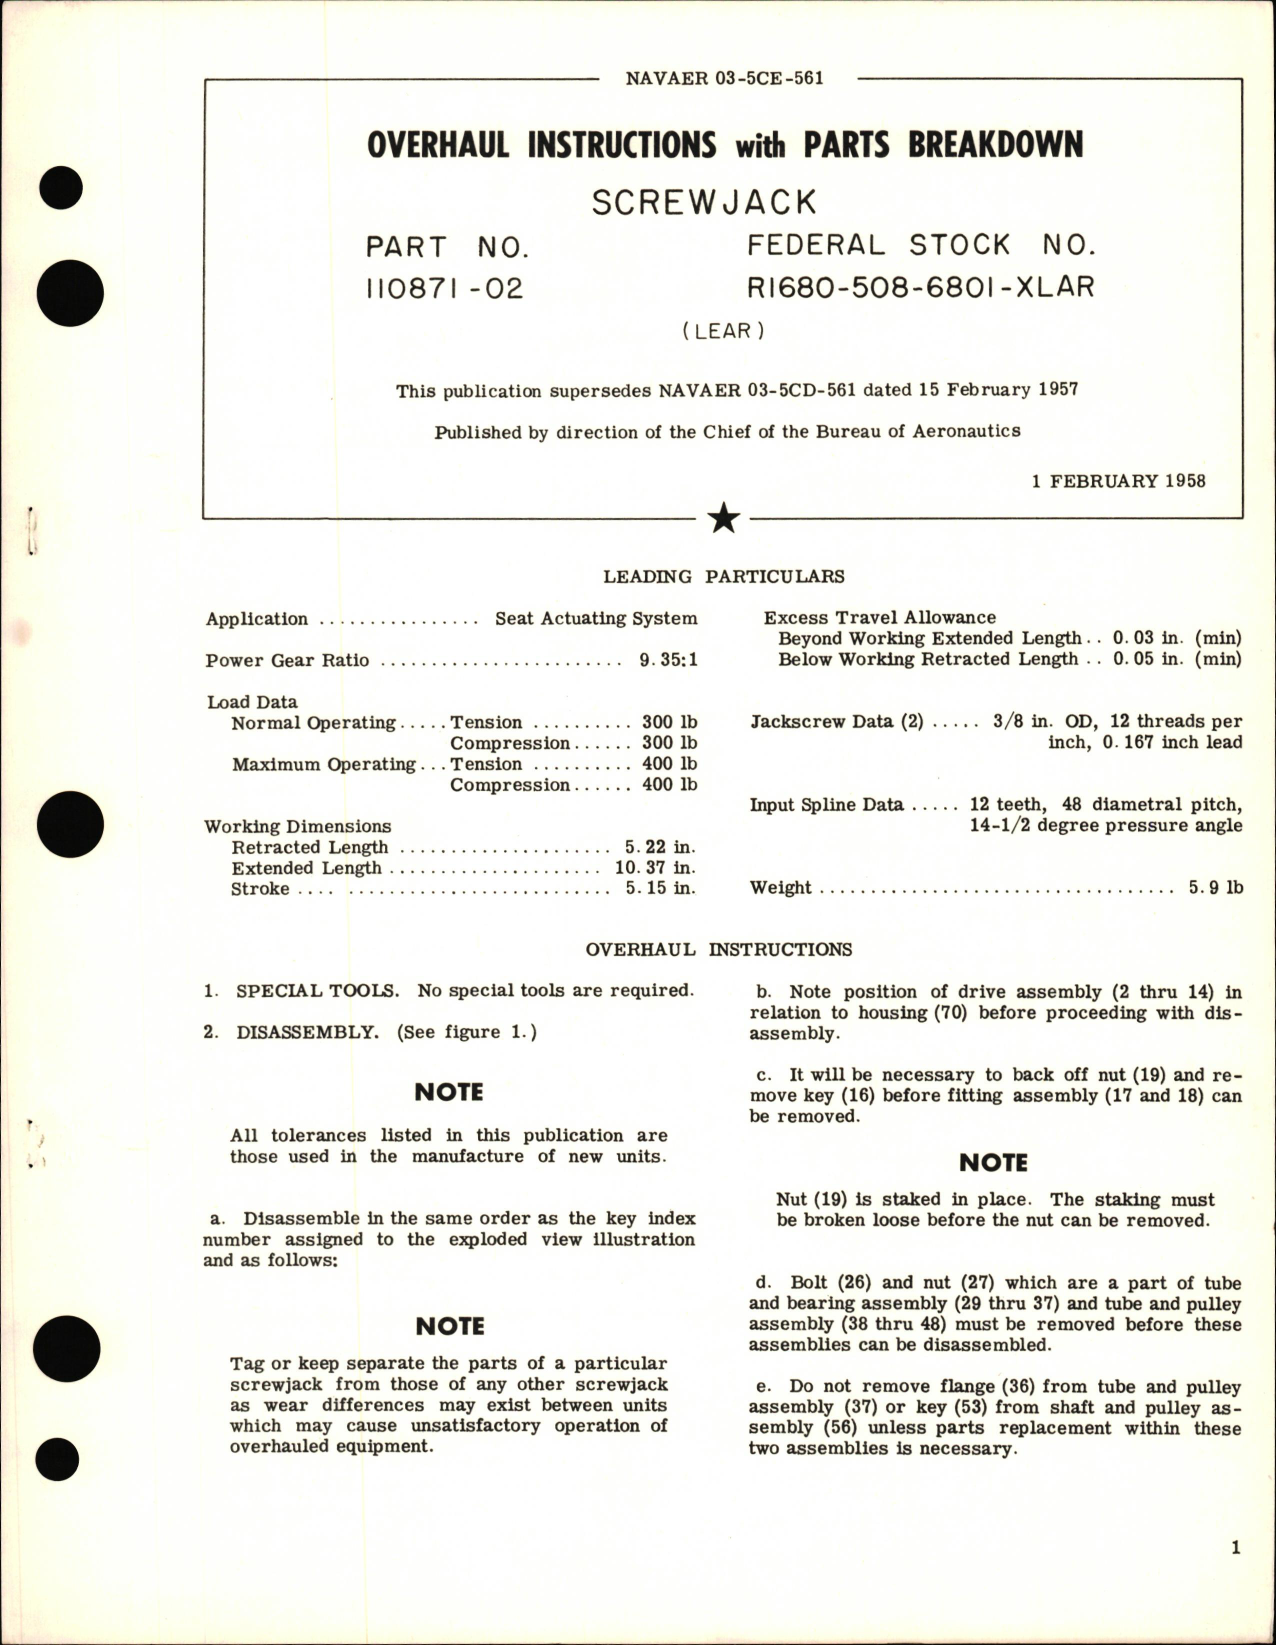 NAVAER 03-5CE-561
OVERHAUL INSTRUCTIONS with PARTS BREAKDOWN
SCREWJACK
PART NO.
110871-02
FEDERAL STOCK NO.
R1680-508-6801-XLAR
(LEAR)
This publication supersedes NAVAER 03-5CD-561 dated 15 February 1957
Published by direction of the Chief of the Bureau of Aeronautics
1 FEBRUARY 1958
LEADING PARTICULARS
Application ................ Seat Actuating System
Power Gear Ratio ........................ 9.35:1
Load Data
Normal Operating.....Tension .......... 300 lb
Compression...... 300 lb
Maximum Operating...Tension .......... 400 lb
Compression...... 400 lb
Working Dimensions
Retracted Length ..................... 5.22 in.
Extended Length ..................... 10.37 in.
Stroke .... .......................... 5.15 in.
Excess Travel Allowance
Beyond Working Extended Length.. 0.03 in. (min)
Below Working Retracted Length .. 0.05 in. (min)
Jackscrew Data (2) ..... 3/8 in. OD, 12 threads per
inch, 0.167 inch lead
Input Spline Data ..... 12 teeth, 48 diametral pitch,
14-1/2 degree pressure angle
Weight ................................... 5.9 lb
OVERHAUL INSTRUCTIONS
1. SPECIAL TOOLS. No special tools are required.
2. DISASSEMBLY. (See figure 1.)
NOTE
All tolerances listed in this publication are
those used in the manufacture of new units.
a. Disassemble in the same order as the key index
number assigned to the exploded view illustration
and as follows:
NOTE
Tag or keep separate the parts of a particular
screwjack from those of any other screwjack
as wear differences may exist between units
which may cause unsatisfactory operation of
overhauled equipment.
b. Note position of drive assembly (2 thru 14) in
relation to housing (70) before proceeding with dis-
assembly.
c. It will be necessary to back off nut (19) and re-
move key (16) before fitting assembly (17 and 18) can
be removed.
NOTE
Nut (19) is staked in place. The staking must
be broken loose before the nut can be removed.
d. Bolt (26) and nut (27) which are a part of tube
and bearing assembly (29 thru 37) and tube and pulley
assembly (38 thru 48) must be removed before these
assemblies can be disassembled.
e. Do not remove flange (36) from tube and pulley
assembly (37) or key (53) from shaft and pulley as-
sembly (56) unless parts replacement within these
two assemblies is necessary.
1